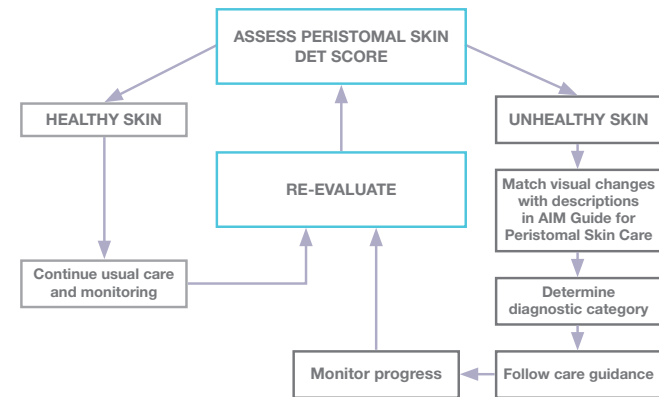 ASSESS PERISTOMAL SKIN
DET SCORE
HEALTHY SKIN
UNHEALTHY SKIN
RE-EVALUATE
Match visual changes
with descriptions
in AIM Guide for
Peristomal Skin Care
Continue usual care
and monitoring
Determine
diagnostic category
Monitor progress
Follow care guidance